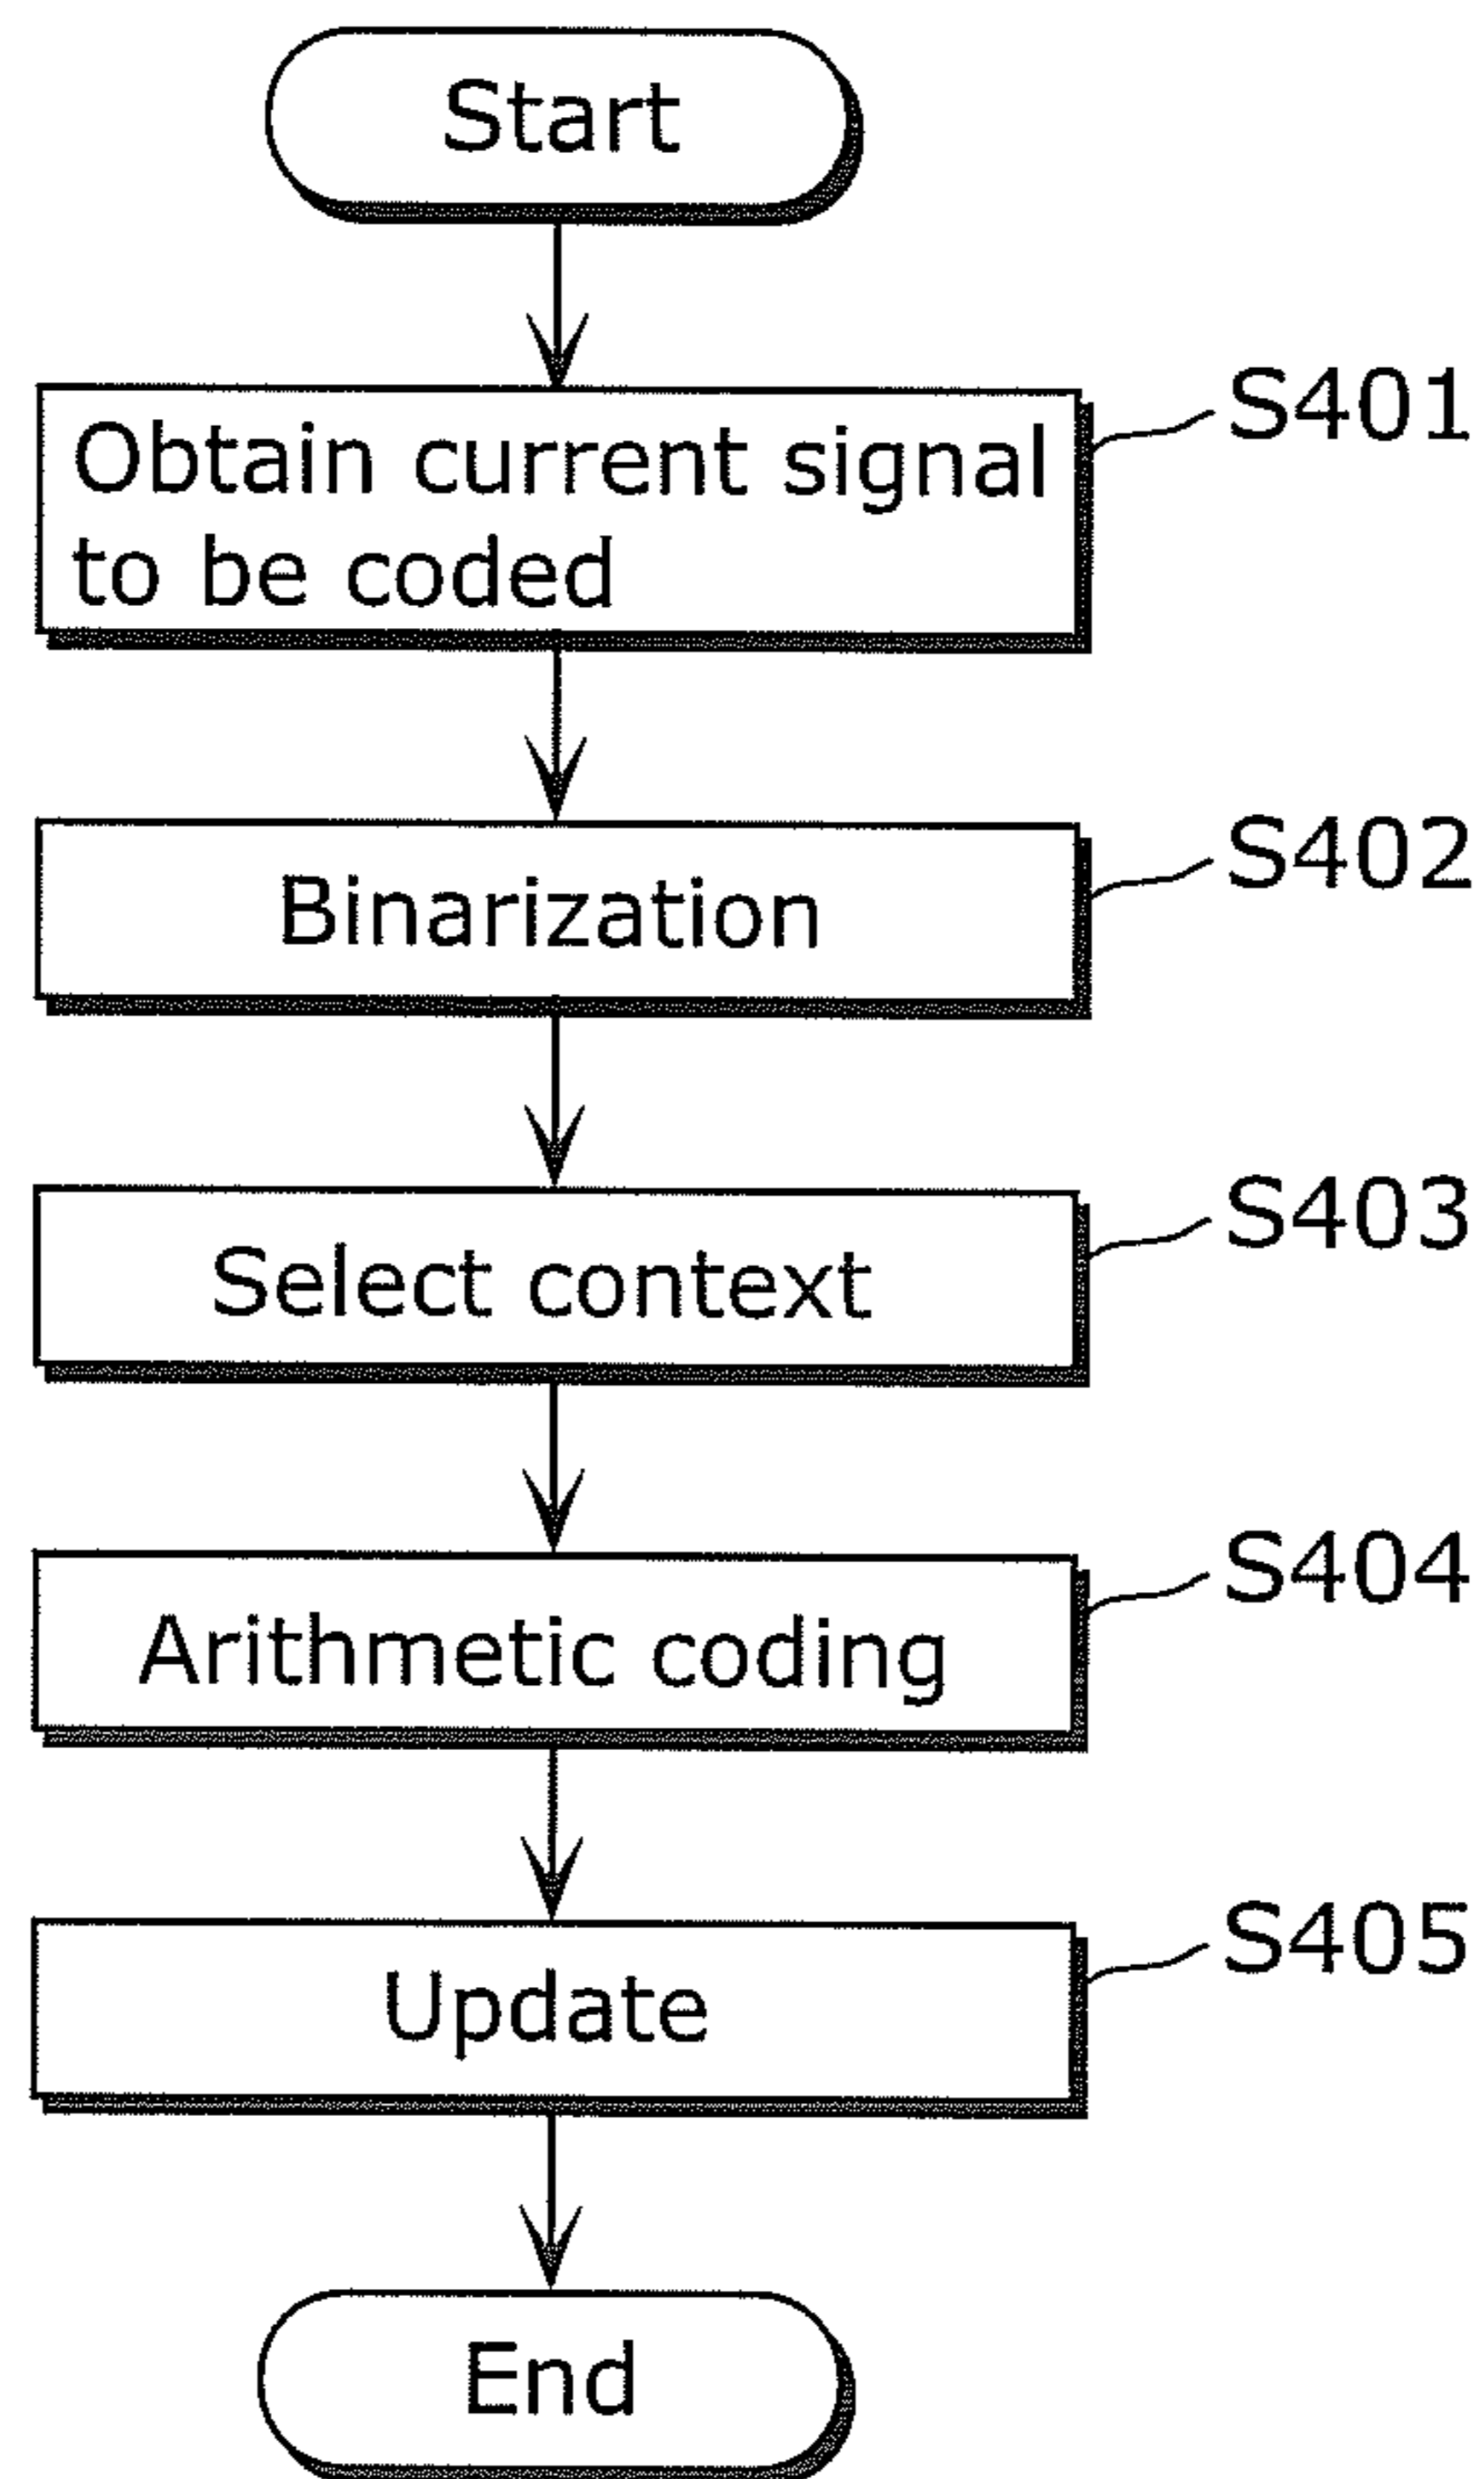 Start
Obtain current signal
to be coded
S401
Binarization
S402
Select context
S403
Arithmetic coding
S404
Update
S405
End